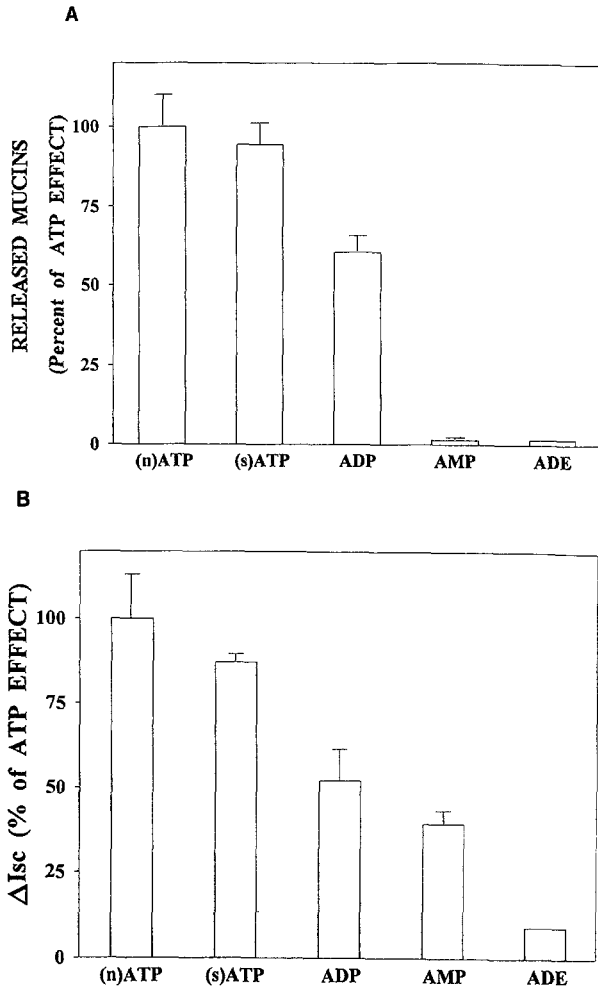 A
RELEASED MUCINS
(Percent of ATP EFFECT)
100
75
50
25
0
(n)ATP (s)ATP ADP AMP ADE
B
ΔIsc (% of ATP EFFECT)
100
75
50
25
0
(n)ATP (s)ATP ADP AMP ADE